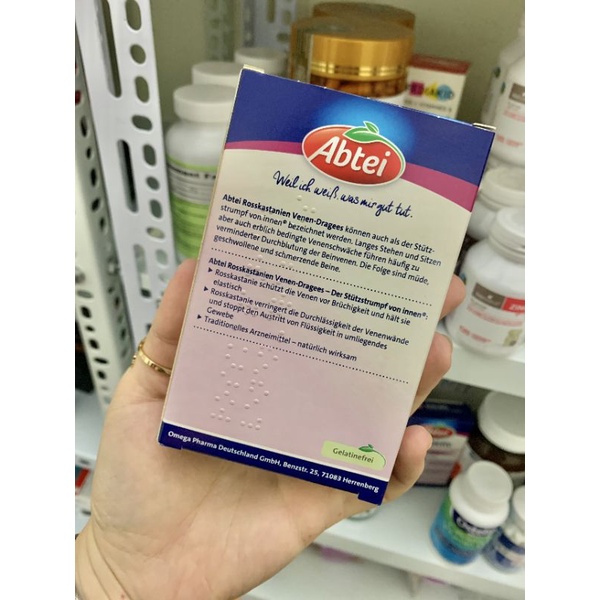 Abtei
Weil ich weiß, was mir gut tut.
Abtei Rosskastanien Venen-Dragees können auch als der Stütz-
strumpf von innen® bezeichnet werden. Langes Stehen und Sitzen
aber auch erblich bedingte Venenschwäche führen häufig zu
verminderter Durchblutung der Beinvenen. Die Folge sind müde,
geschwollene und schmerzende Beine.
Abtei Rosskastanien Venen-Dragees – Der Stützstrumpf von innen®:
Rosskastanie schützt die Venen vor Brüchigkeit und hält sie
elastisch
Rosskastanie verringert die Durchlässigkeit der Venenwände
und stoppt den Austritt von Flüssigkeit in umliegendes
Gewebe
Traditionelles Arzneimittel – natürlich wirksam
Gelatinefrei
Omega Pharma Deutschland GmbH, Benzstr. 25, 71083 Herrenberg